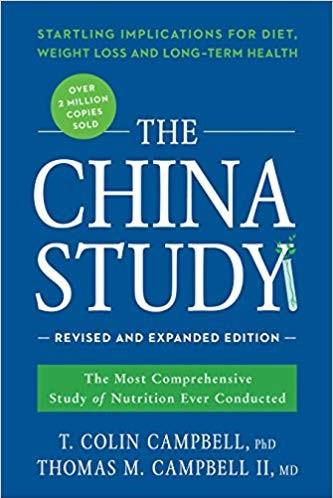 STARTLING IMPLICATIONS FOR DIET,
WEIGHT LOSS AND LONG-TERM HEALTH
OVER
2 MILLION
COPIES
SOLD
THE
CHINA
STUDY
— REVISED AND EXPANDED EDITION —
The Most Comprehensive
Study of Nutrition Ever Conducted
T. COLIN CAMPBELL, PhD
THOMAS M. CAMPBELL II, MD